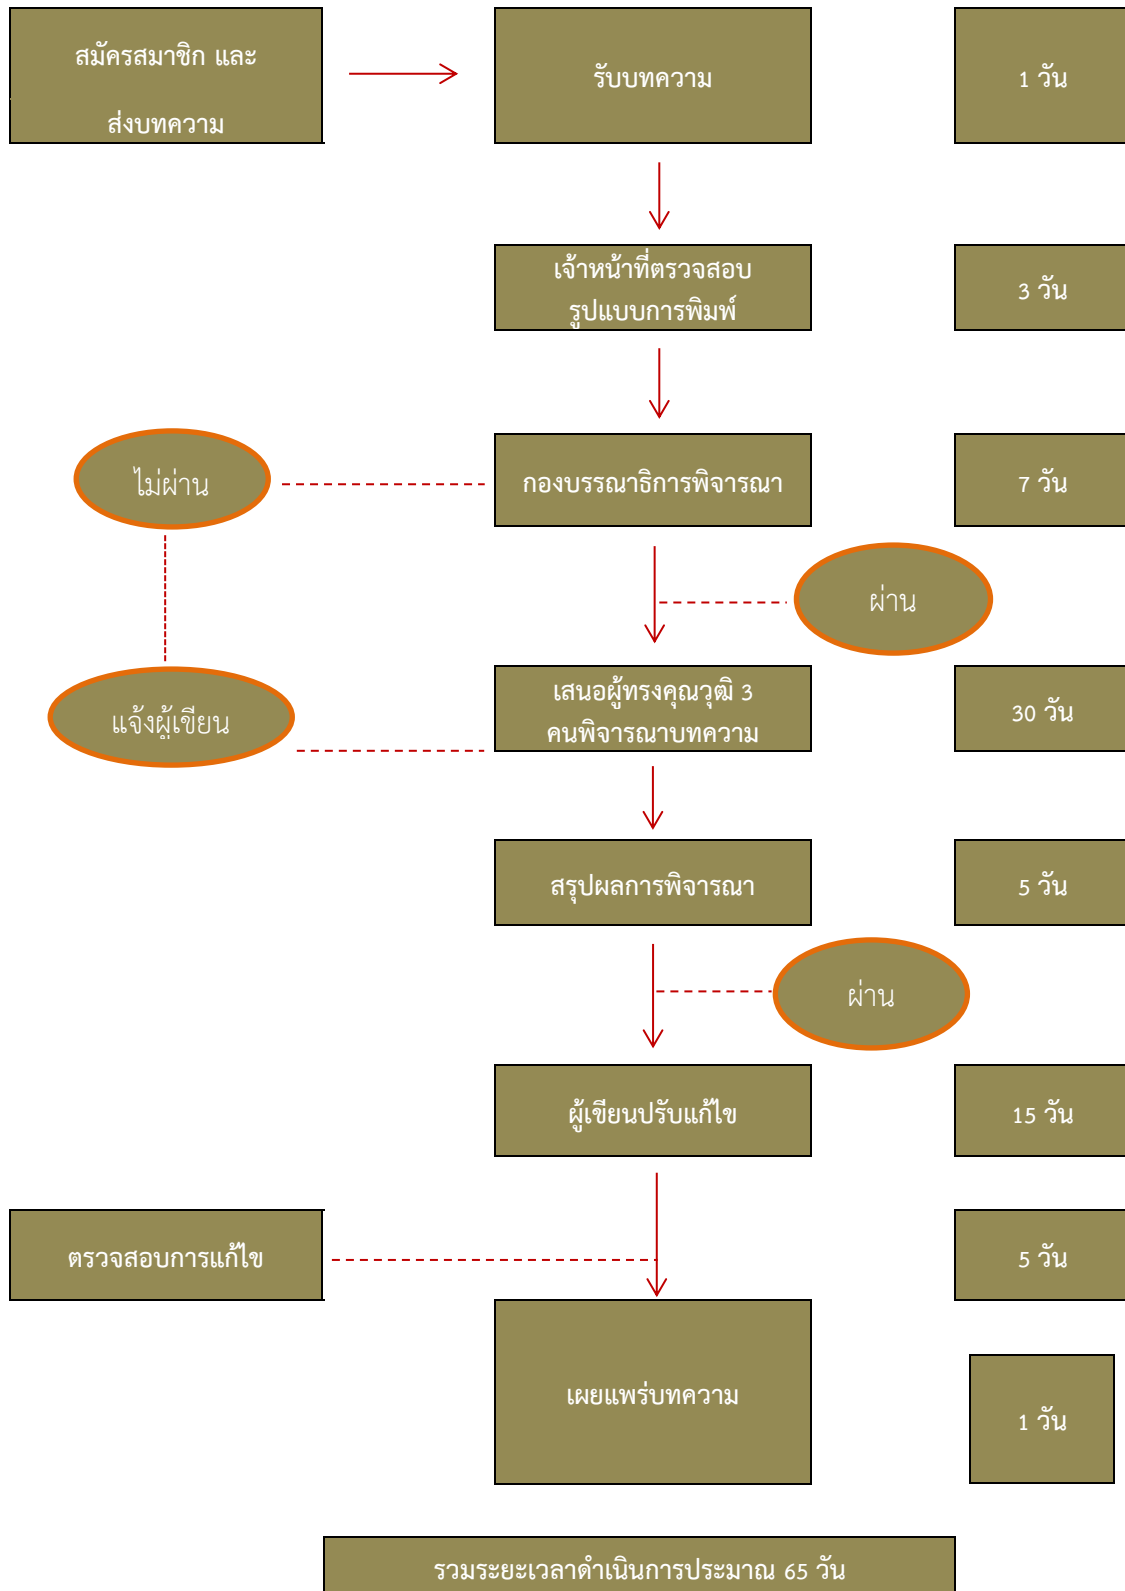 สมัครสมาชิก และ
ส่งบทความ
รับบทความ
1 วัน
เจ้าหน้าที่ตรวจสอบ
รูปแบบการพิมพ์
3 วัน
ไม่ผ่าน
กองบรรณาธิการพิจารณา
7 วัน
ผ่าน
แจ้งผู้เขียน
เสนอผู้ทรงคุณวุฒิ 3
คนพิจารณาบทความ
30 วัน
สรุปผลการพิจารณา
5 วัน
ผ่าน
ผู้เขียนปรับแก้ไข
15 วัน
ตรวจสอบการแก้ไข
5 วัน
เผยแพร่บทความ
1 วัน
รวมระยะเวลาดำเนินการประมาณ 65 วัน